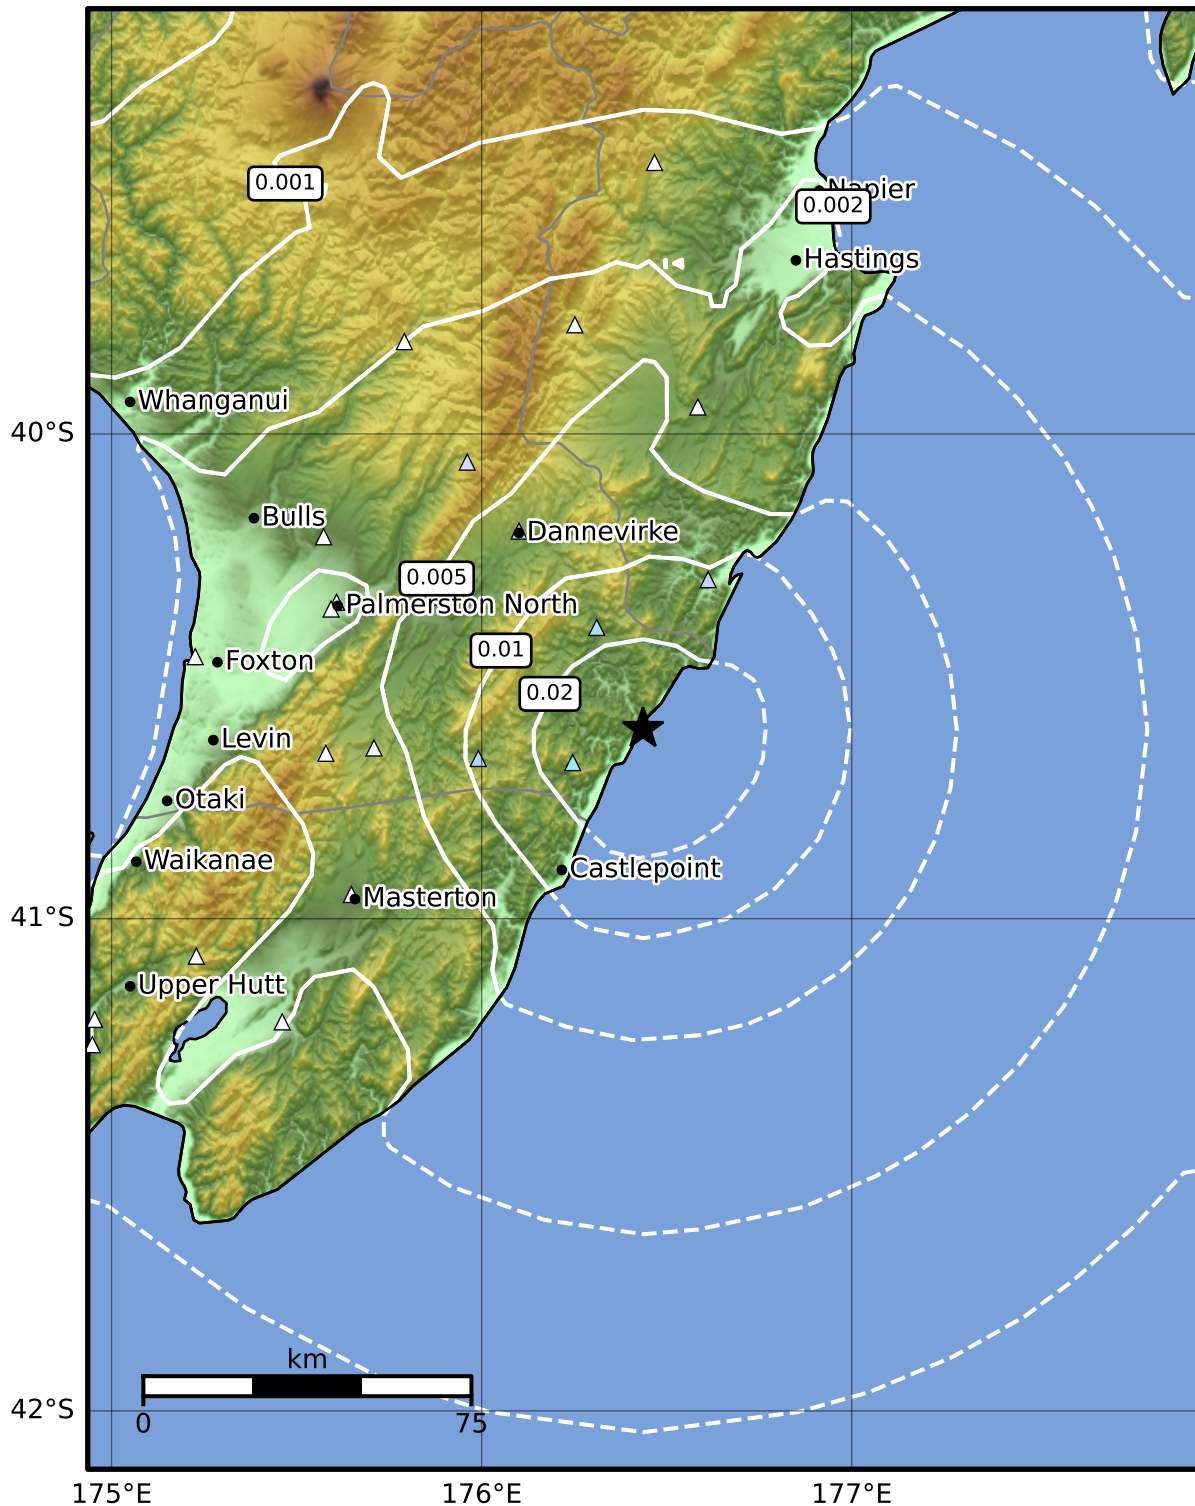 0.001
Napier
0.002
Hastings
Whanganui
40°S
Bulls
Dannevirke
0.005
Palmerston North
0.01
Foxton
0.02
Levin
Otaki
Waikanae
Castlepoint
Masterton
41°S
Upper Hutt
km
0
75
42°S
175°E
176°E
177°E